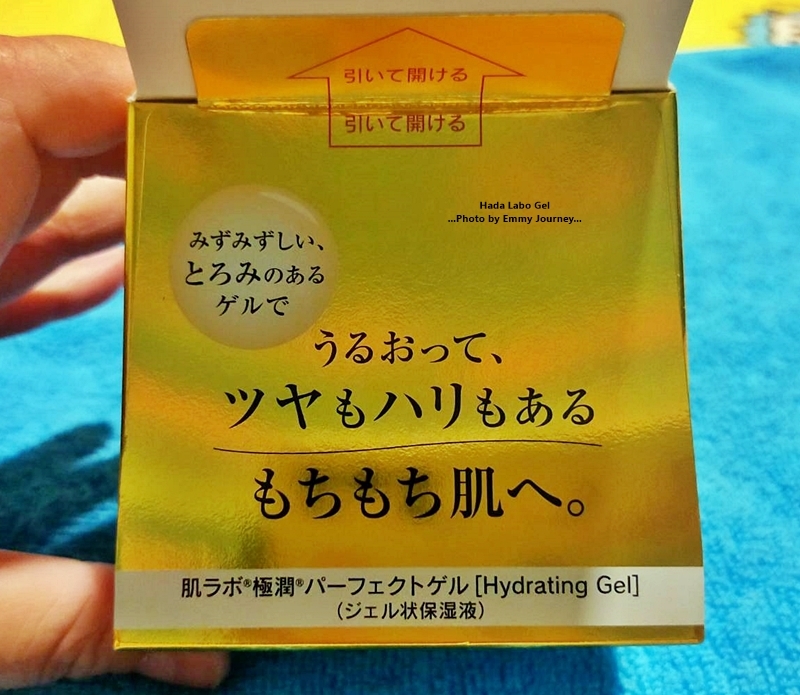 引いて開ける
引いて開ける
Hada Labo Gel
...Photo by Emmy Journey...
みずみずしい、
とろみのある
ゲルで
うるおって、
ツヤもハリもある
もちもち肌へ。
肌ラボ®極潤®パーフェクトゲル [Hydrating Gel]
（ジェル状保湿液）